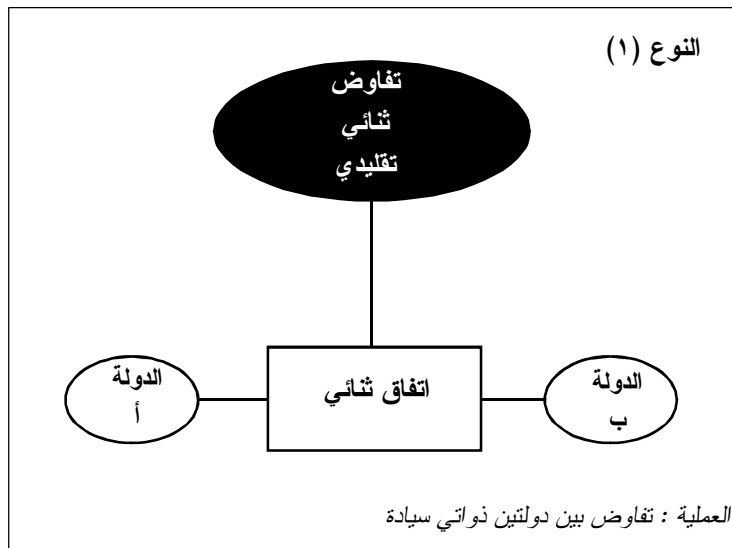 النوع (١)
تفاوض
ثنائي
تقليدي
الدولة
أ
اتفاق ثنائي
الدولة
ب
العملية : تفاوض بين دولتين ذواتي سيادة